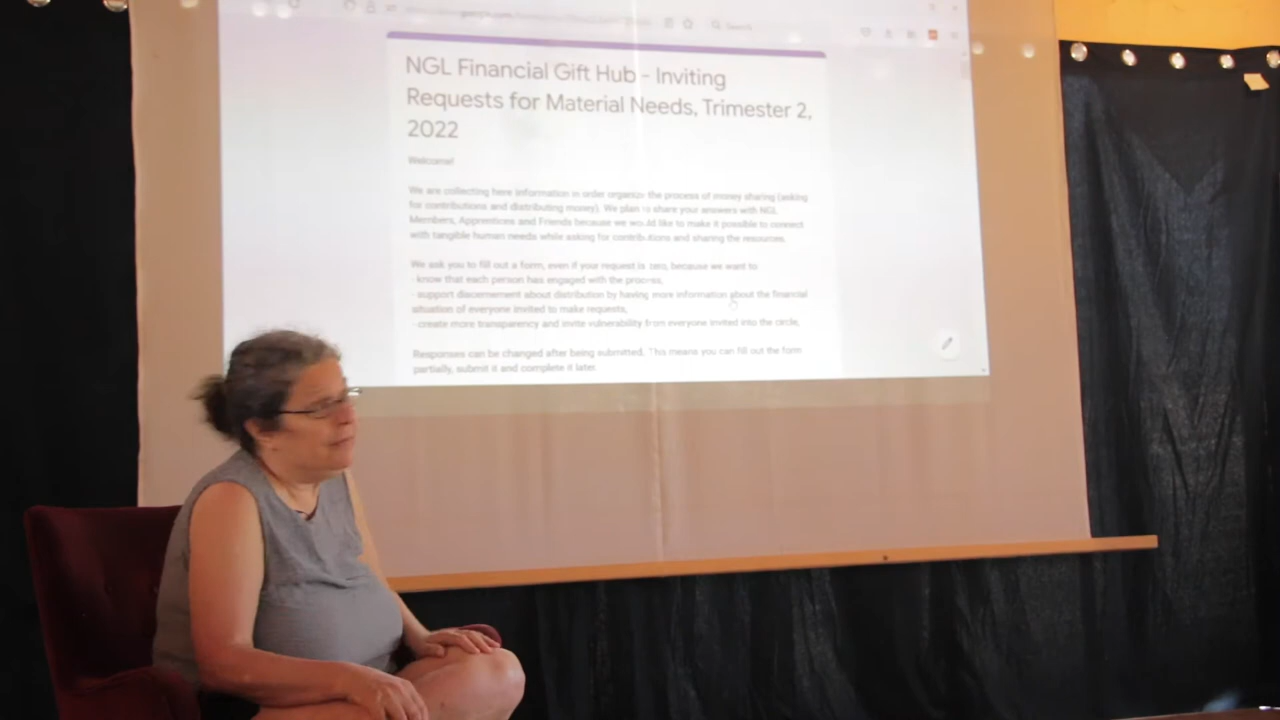 NGL Financial Gift Hub - Inviting
Requests for Material Needs, Trimester 2,
2022
Welcome!
We are collecting here information in order organize the process of money sharing (asking
for contributions and distributing money). We plan to share your answers with NGL
Members, Apprentices and Friends because we would like to make it possible to connect
with tangible human needs while asking for contributions and sharing the resources.
We ask you to fill out a form, even if your request is zero, because we want to
- know that each person has engaged with the process,
- support discernement about distribution by having more information about the financial
situation of everyone invited to make requests,
- create more transparency and invite vulnerability from everyone invited into the circle,
Responses can be changed after being submitted. This means you can fill out the form
partially, submit it and complete it later.